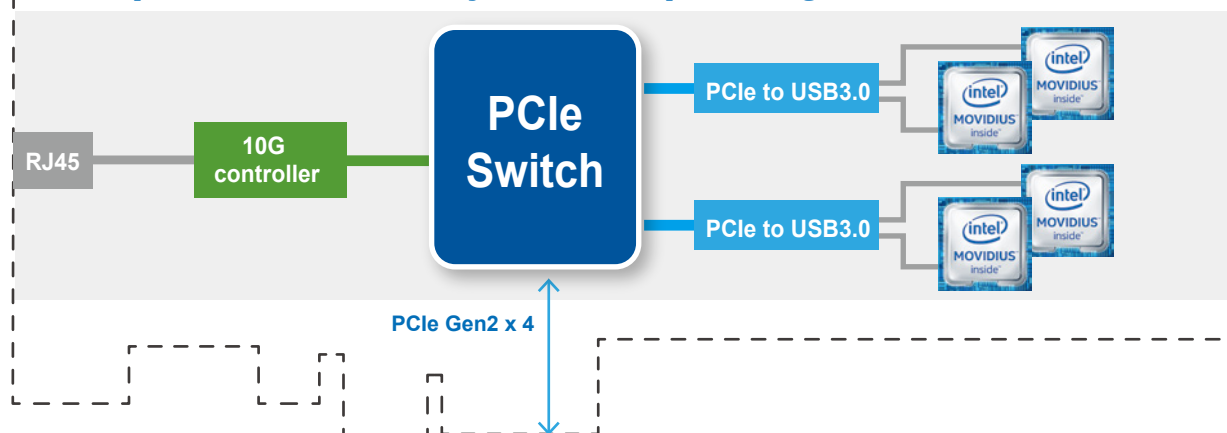 RJ45
10G
controller
PCIe
Switch
PCIe to USB3.0
intel
MOVIDIUS
inside
intel
MOVIDIUS
inside
PCIe to USB3.0
intel
MOVIDIUS
inside
intel
MOVIDIUS
inside
PCIe Gen2 x 4